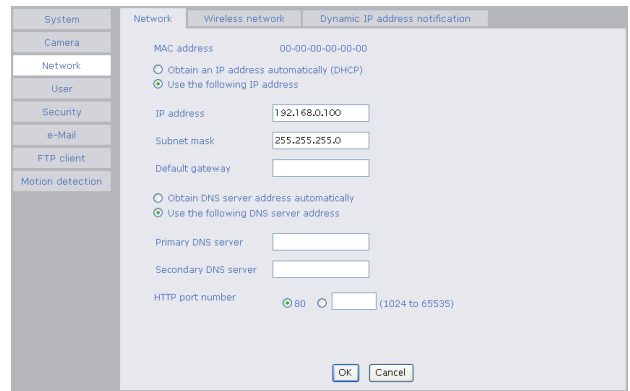 System
Camera
Network
User
Security
e-Mail
FTP client
Motion detection
Network Wireless network Dynamic IP address notification
MAC address 00-00-00-00-00-00
Obtain an IP address automatically (DHCP)
Use the following IP address
IP address 192.168.0.100
Subnet mask 255.255.255.0
Default gateway
Obtain DNS server address automatically
Use the following DNS server address
Primary DNS server
Secondary DNS server
HTTP port number 80 (1024 to 65535)
OK Cancel